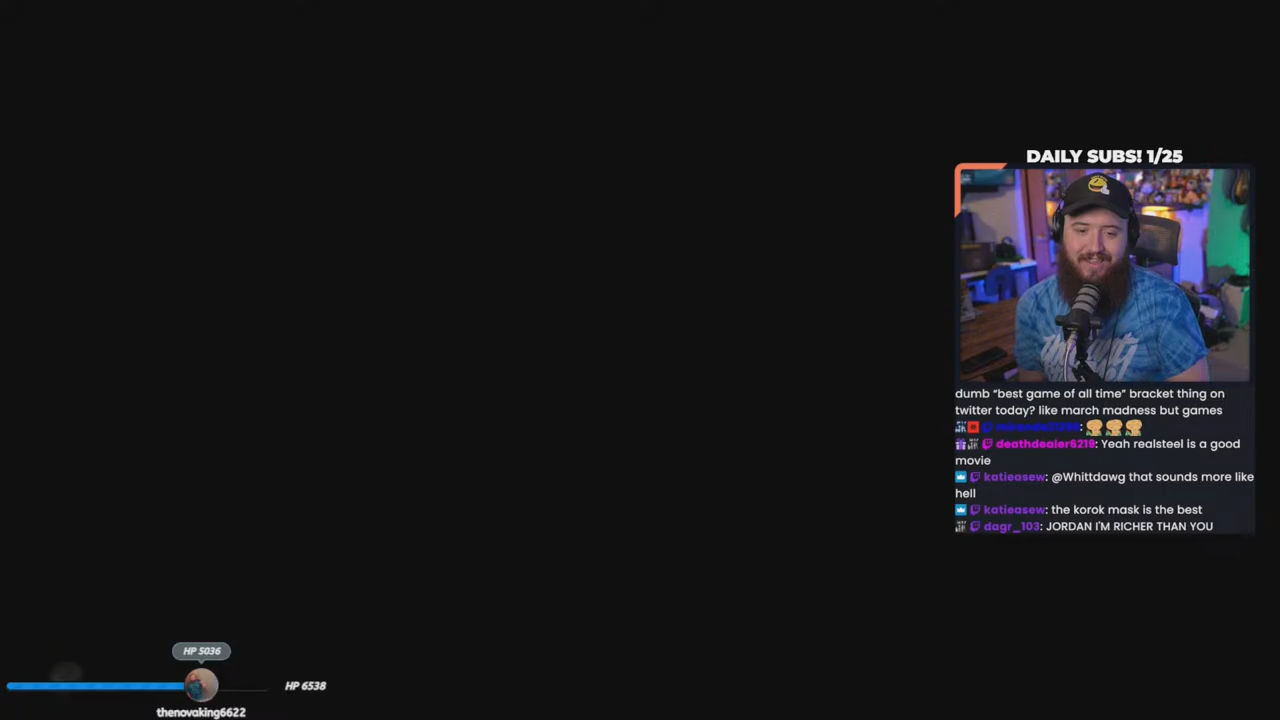 DAILY SUBS! 1/25
dumb “best game of all time” bracket thing on
twitter today? like march madness but games
deathdealer6219: Yeah realsteel is a good
movie
katieasew: @Whittdawg that sounds more like
hell
katieasew: the korok mask is the best
dagr_103: JORDAN I'M RICHER THAN YOU
HP 5036
HP 6538
thenovaking6622